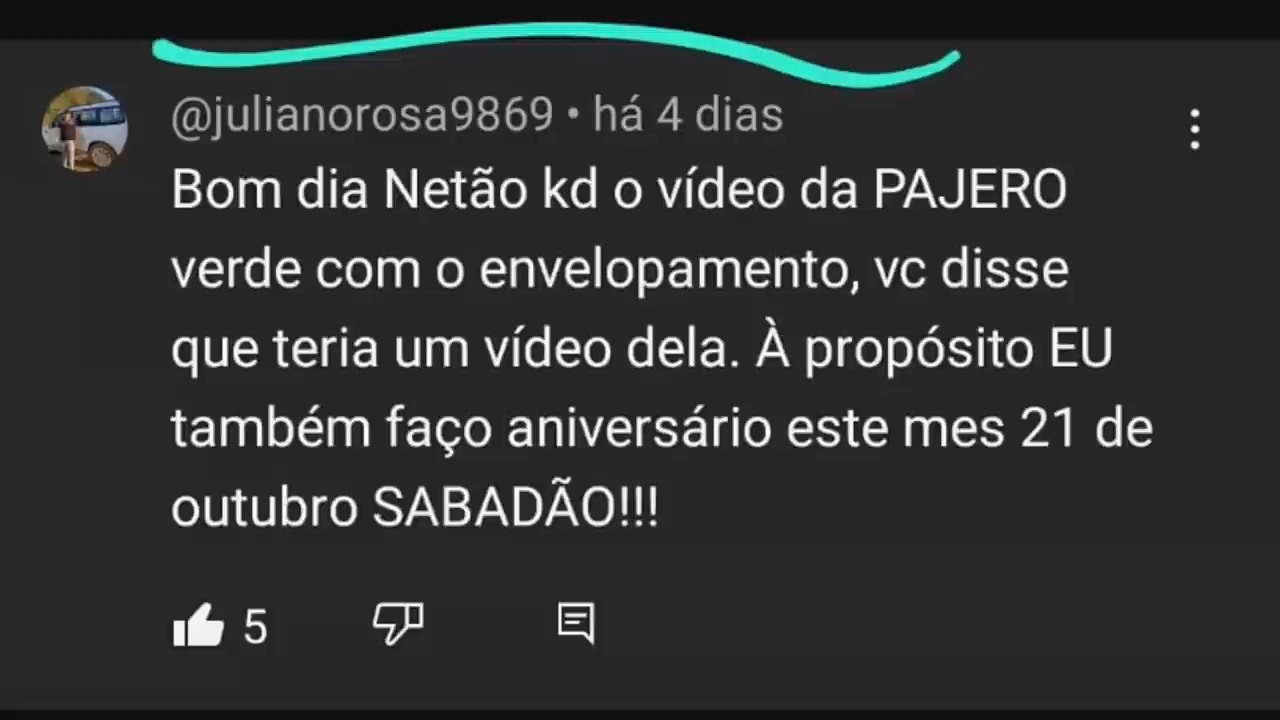 @julianorosa9869 • há 4 dias
Bom dia Netão kd o vídeo da PAJERO
verde com o envelopamento, vc disse
que teria um vídeo dela. À propósito EU
também faço aniversário este mes 21 de
outubro SABADÃO!!!
5